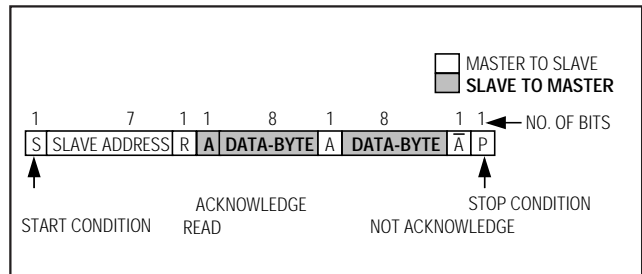 MASTER TO SLAVE
SLAVE TO MASTER
1 7 1 1 8 1 8 1 1 NO. OF BITS
S SLAVE ADDRESS R A DATA-BYTE A DATA-BYTE A̅ P
ACKNOWLEDGE STOP CONDITION
START CONDITION READ NOT ACKNOWLEDGE